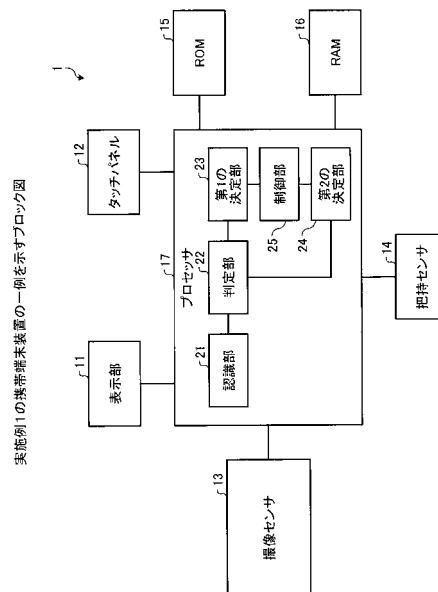 実施例1の携帯端末装置の一例を示すブロック図
1
11
表示部
12
タッチパネル
15
ROM
13
撮像センサ
17
プロセッサ
21
認識部
22
判定部
23
第1の
決定部
25
制御部
24
第2の
決定部
16
RAM
14
把持センサ